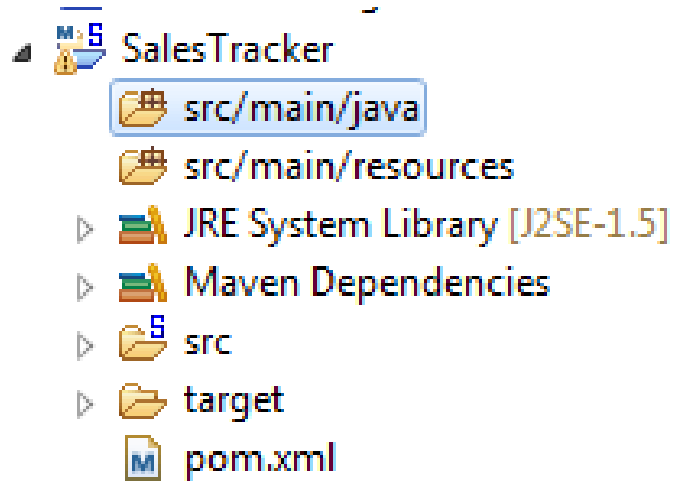 SalesTracker
src/main/java
src/main/resources
JRE System Library [J2SE-1.5]
Maven Dependencies
src
target
pom.xml